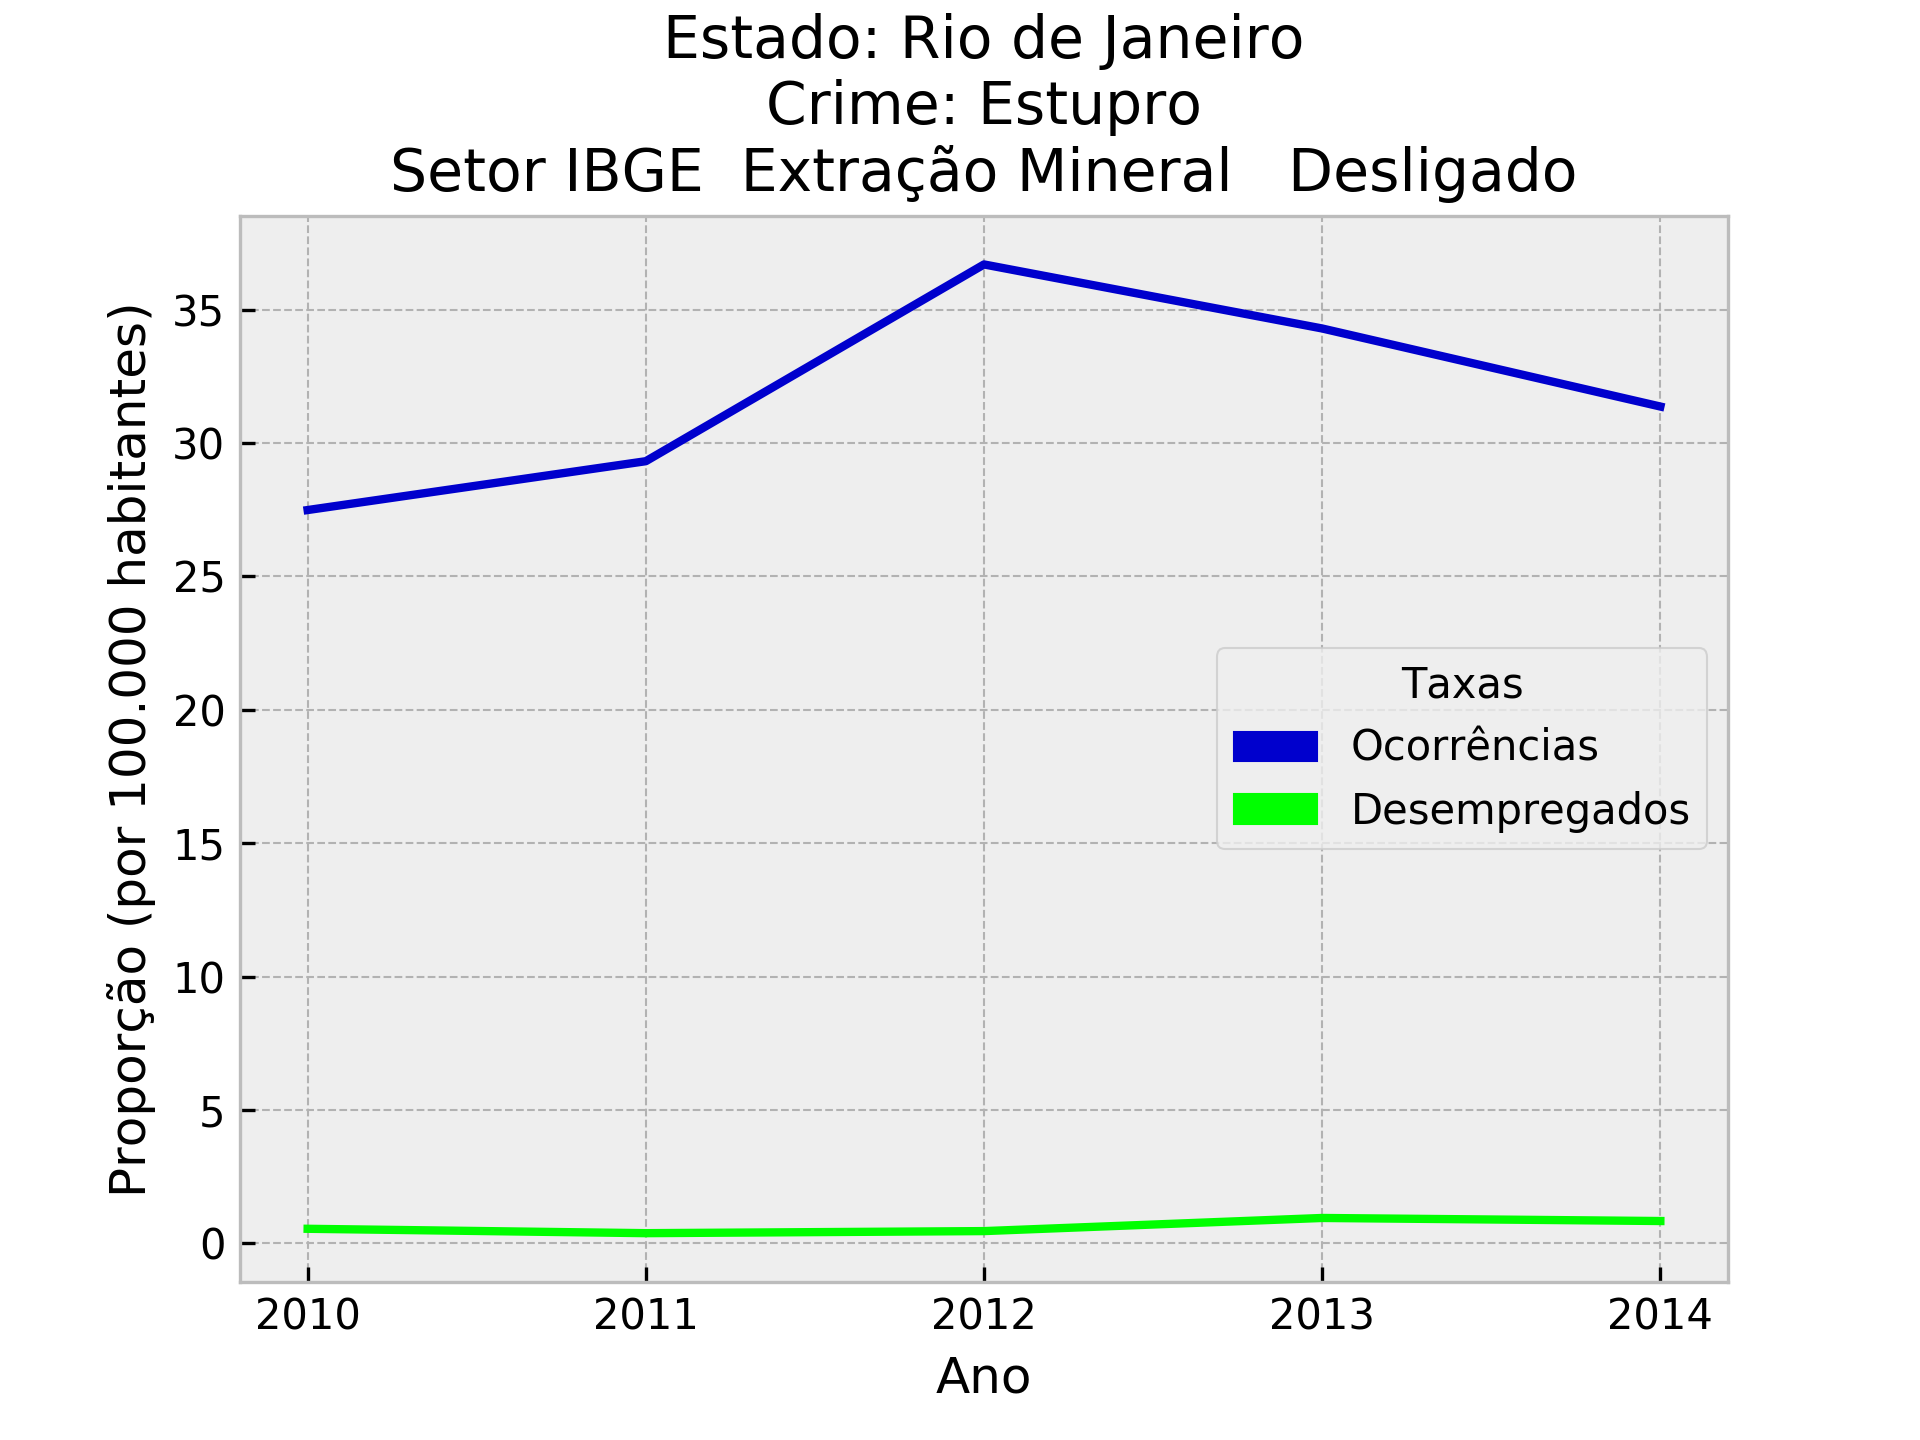 Estado: Rio de Janeiro
Crime: Estupro
Setor IBGE  Extração Mineral   Desligado
Proporção (por 100.000 habitantes)
35
30
25
20
15
10
5
0
Taxas
Ocorrências
Desempregados
2010 2011 2012 2013 2014
Ano